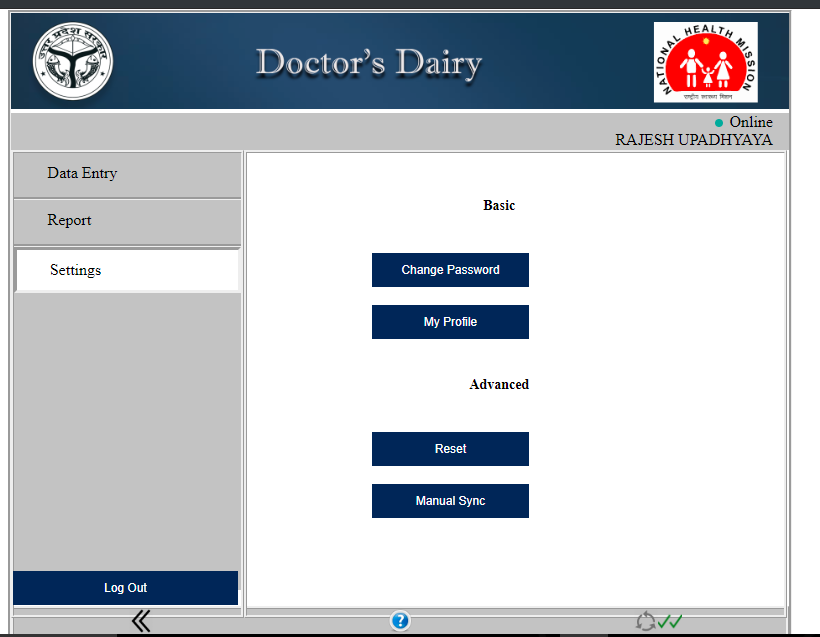 उत्तर प्रदेश सरकार
Doctor's Dairy
NATIONAL HEALTH MISSION
Online
RAJESH UPADHYAYA
Data Entry
Report
Settings
Basic
Change Password
My Profile
Advanced
Reset
Manual Sync
Log Out
?